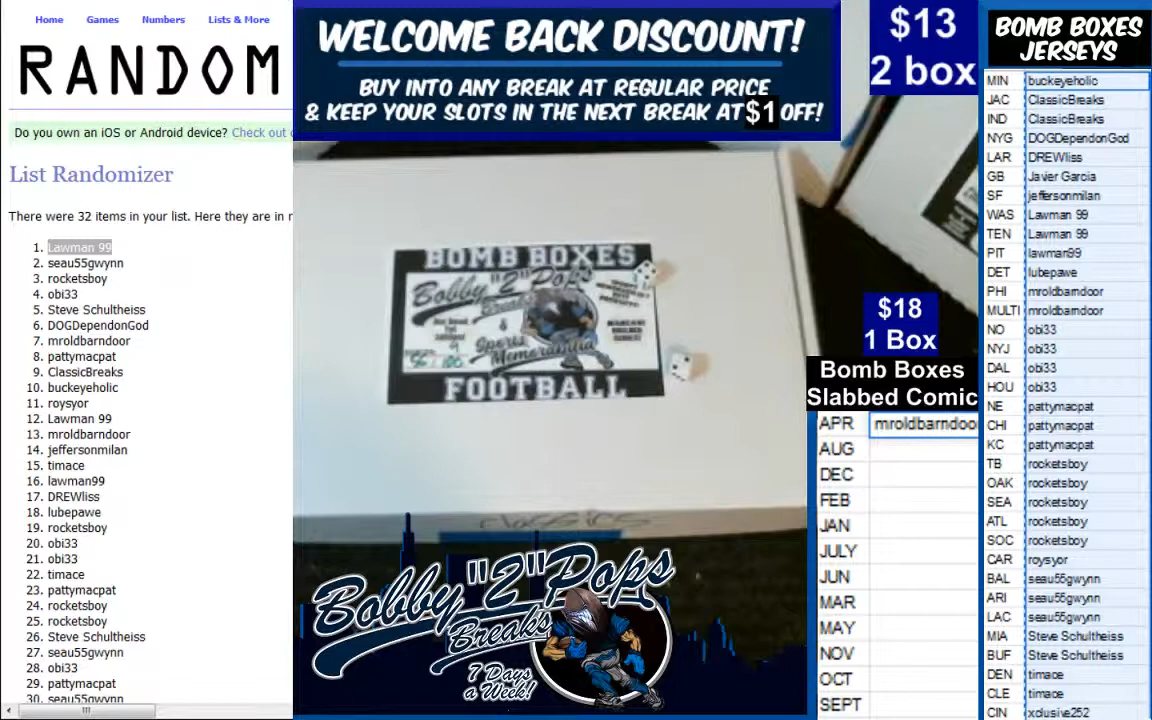 Home Games Numbers Lists & More
RANDOM
Do you own an iOS or Android device? Check out
List Randomizer
There were 32 items in your list. Here they are in r
1. Lawman 99
2. seau55gwynn
3. rocketsboy
4. obi33
5. Steve Schultheiss
6. DOGDependonGod
7. mroldbarndoor
8. pattymacpat
9. ClassicBreaks
10. buckeyeholic
11. roysyor
12. Lawman 99
13. mroldbarndoor
14. jeffersonmilan
15. timace
16. lawman99
17. DREWliss
18. lubepawe
19. rocketsboy
20. obi33
21. obi33
22. timace
23. pattymacpat
24. rocketsboy
25. rocketsboy
26. Steve Schultheiss
27. seau55gwynn
28. obi33
29. pattymacpat
30. seau55gwynn
WELCOME BACK DISCOUNT!
BUY INTO ANY BREAK AT REGULAR PRICE
& KEEP YOUR SLOTS IN THE NEXT BREAK AT $1 OFF!
BOMB BOXES
Bobby "2" Pops
Sports
Memorabilia
FOOTBALL
Bobby "2" Pops
Breaks
7 Days
a Week!
$13
2 box
$18
1 Box
Bomb Boxes
Slabbed Comic
APR mroldbarndoo
AUG
DEC
FEB
JAN
JULY
JUN
MAR
MAY
NOV
OCT
SEPT
BOMB BOXES
JERSEYS
MIN buckeyeholic
JAC ClassicBreaks
IND ClassicBreaks
NYG DOGDependonGod
LAR DREWliss
GB Javier Garcia
SF jeffersonmilan
WAS Lawman 99
TEN Lawman 99
PIT lawman99
DET lubepawe
PHI mroldbarndoor
MULTI mroldbarndoor
NO obi33
NYJ obi33
DAL obi33
HOU obi33
NE pattymacpat
CHI pattymacpat
KC pattymacpat
TB rocketsboy
OAK rocketsboy
SEA rocketsboy
ATL rocketsboy
SOC rocketsboy
CAR roysyor
BAL seau55gwynn
ARI seau55gwynn
LAC seau55gwynn
MIA Steve Schultheiss
BUF Steve Schultheiss
DEN timace
CLE timace
CIN xclusive252